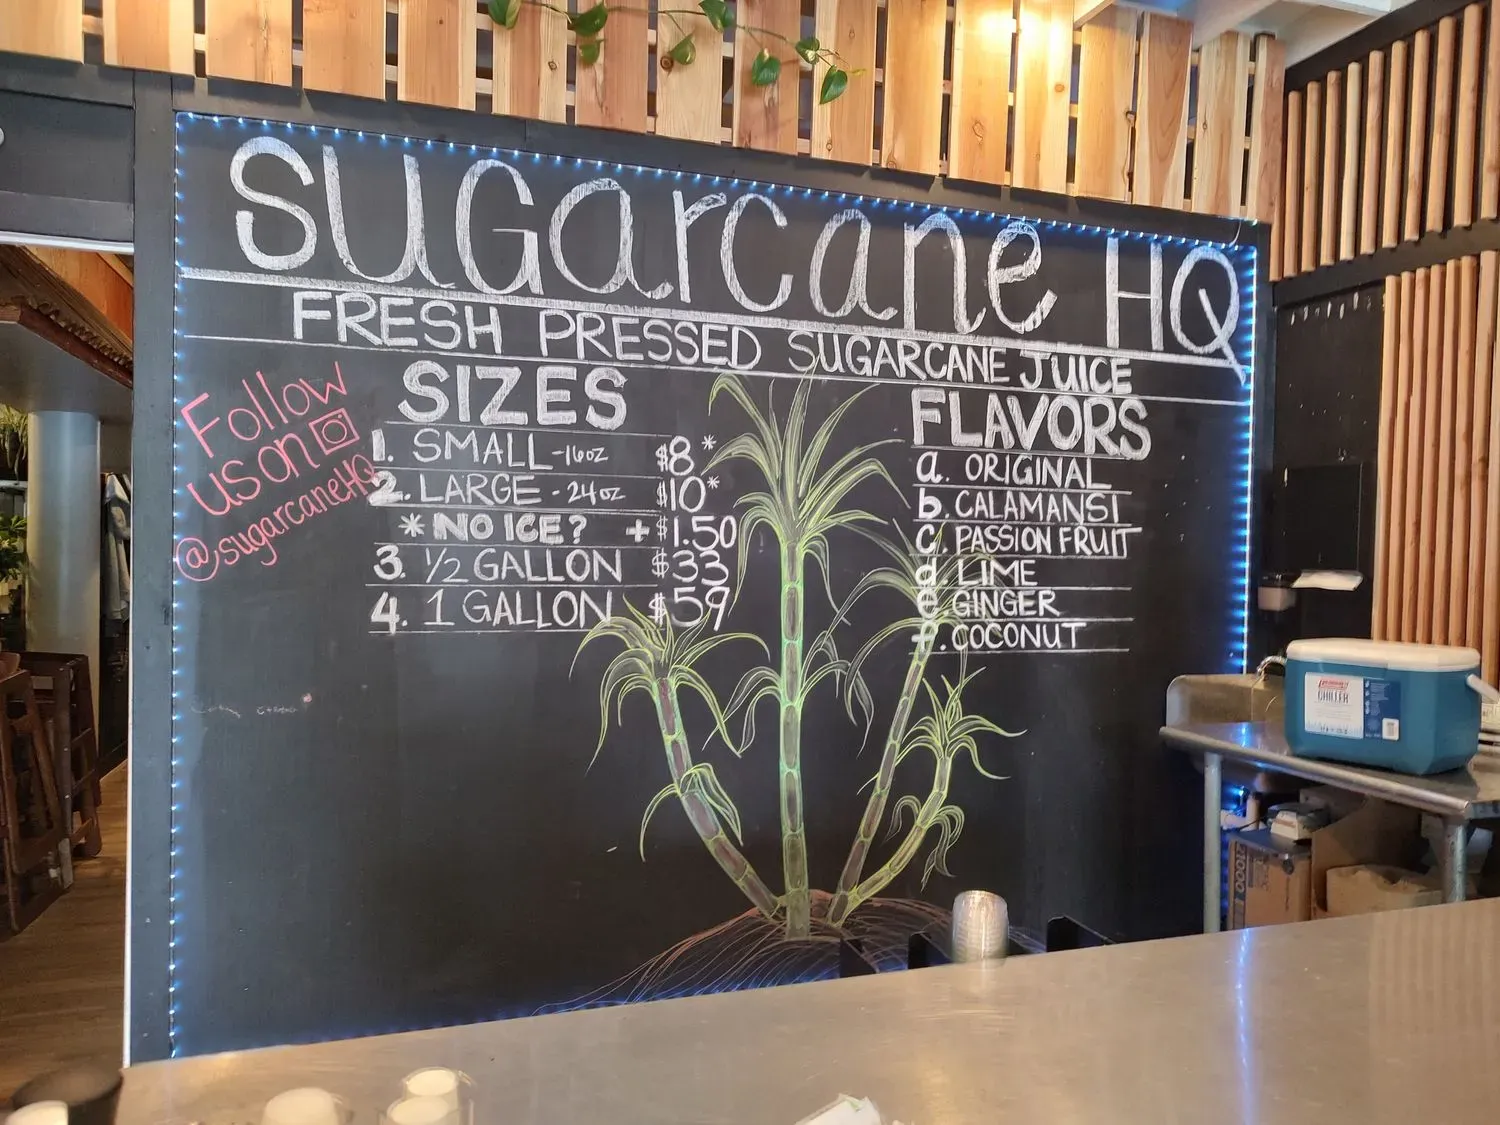 SUGARcane HQ
FRESH PRESSED SUGARCANE JUICE
Follow
us on
@sugarcaneHQ
SIZES
1. SMALL - 16oz $8*
2. LARGE - 24oz $10*
* NO ICE? + $1.50
3. 1/2 GALLON $33
4. 1 GALLON $59
FLAVORS
a. ORIGINAL
b. CALAMANSI
c. PASSION FRUIT
d. LIME
e. GINGER
f. COCONUT
Coleman
CHILLER